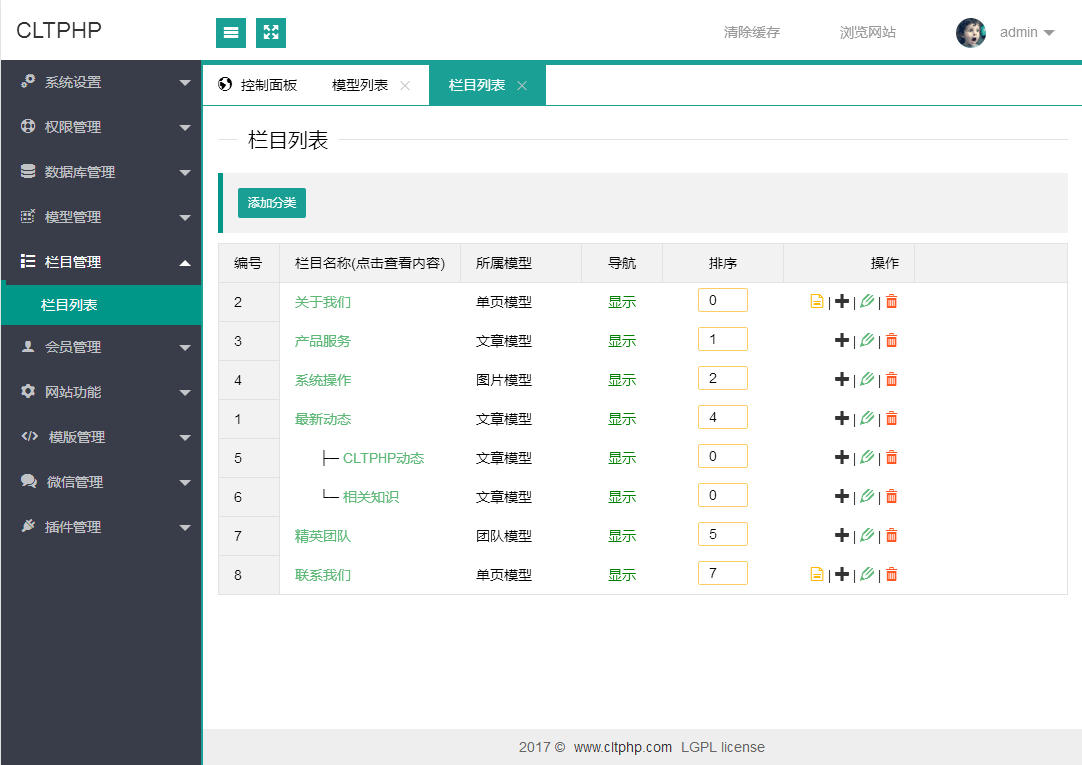 CLTPHP
清除缓存 浏览网站 admin
系统设置
权限管理
数据库管理
模型管理
栏目管理
栏目列表
会员管理
网站功能
模版管理
微信管理
插件管理
控制面板 模型列表 栏目列表
栏目列表
添加分类
编号 栏目名称(点击查看内容) 所属模型 导航 排序 操作
2 关于我们 单页模型 显示 0 | | |
3 产品服务 文章模型 显示 1 | |
4 系统操作 图片模型 显示 2 | |
1 最新动态 文章模型 显示 4 | |
5 ├─ CLTPHP动态 文章模型 显示 0 | |
6 └─ 相关知识 文章模型 显示 0 | |
7 精英团队 团队模型 显示 5 | |
8 联系我们 单页模型 显示 7 | | |
2017 © www.cltphp.com LGPL license